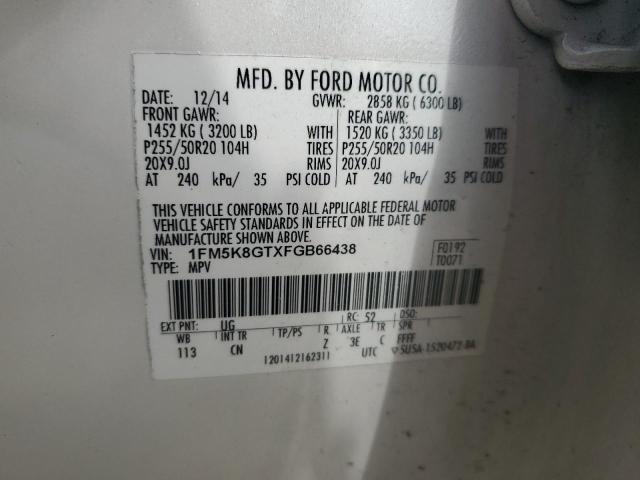 MFD. BY FORD MOTOR CO.
DATE: 12/14 GVWR: 2858 KG ( 6300 LB)
FRONT GAWR: REAR GAWR:
1452 KG ( 3200 LB) WITH 1520 KG ( 3350 LB) WITH
P255/50R20 104H TIRES P255/50R20 104H TIRES
20X9.0J RIMS 20X9.0J RIMS
AT 240 kPa/ 35 PSI COLD AT 240 kPa/ 35 PSI COLD
THIS VEHICLE CONFORMS TO ALL APPLICABLE FEDERAL MOTOR
VEHICLE SAFETY STANDARDS IN EFFECT ON THE DATE OF
MANUFACTURE SHOWN ABOVE.
VIN: 1FM5K8GTXFGB66438 F0192
TYPE: MPV T0071
EXT PNT: UG RC: 52 DSO:
WB INT TR TP/PS R AXLE TR SPR
113 CN Z 3E C FFFF
1201412162311 UTC ▽5USA-1520472-BA